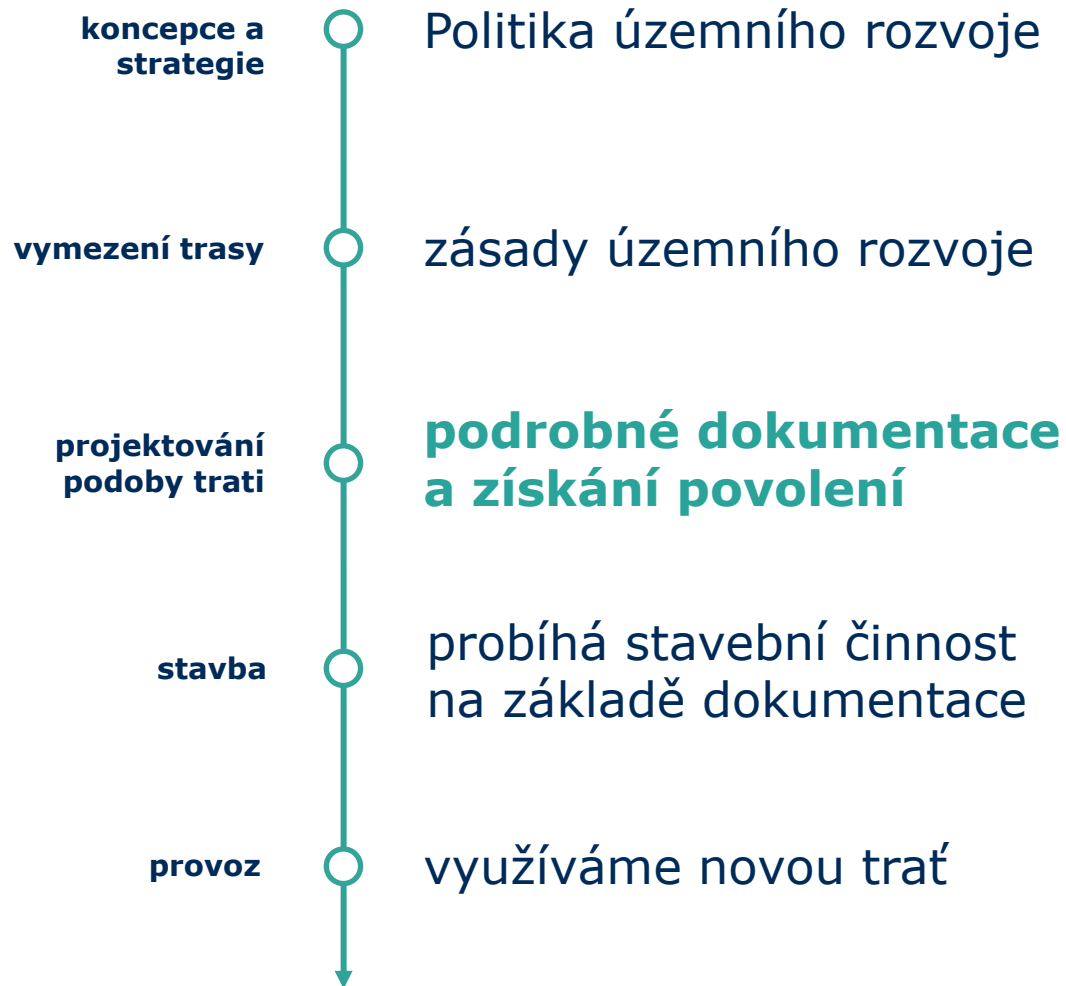 koncepce a
strategie
Politika územního rozvoje
vymezení trasy
zásady územního rozvoje
projektování
podoby trati
podrobné dokumentace
a získání povolení
stavba
probíhá stavební činnost
na základě dokumentace
provoz
využíváme novou trať